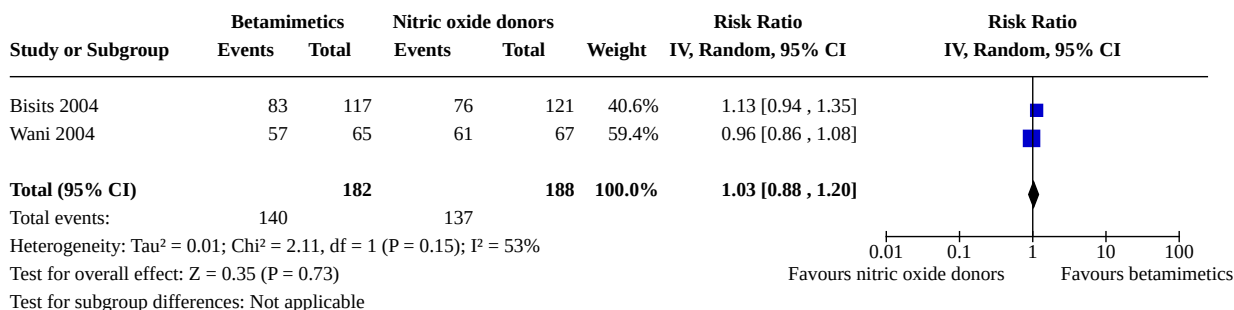 Betamimetics Nitric oxide donors Risk Ratio Risk Ratio
Study or Subgroup Events Total Events Total Weight IV, Random, 95% CI IV, Random, 95% CI
Bisits 2004 83 117 76 121 40.6% 1.13 [0.94 , 1.35]
Wani 2004 57 65 61 67 59.4% 0.96 [0.86 , 1.08]
Total (95% CI) 182 188 100.0% 1.03 [0.88 , 1.20]
Total events: 140 137
Heterogeneity: Tau² = 0.01; Chi² = 2.11, df = 1 (P = 0.15); I² = 53%
0.01 0.1 1 10 100
Test for overall effect: Z = 0.35 (P = 0.73) Favours nitric oxide donors Favours betamimetics
Test for subgroup differences: Not applicable